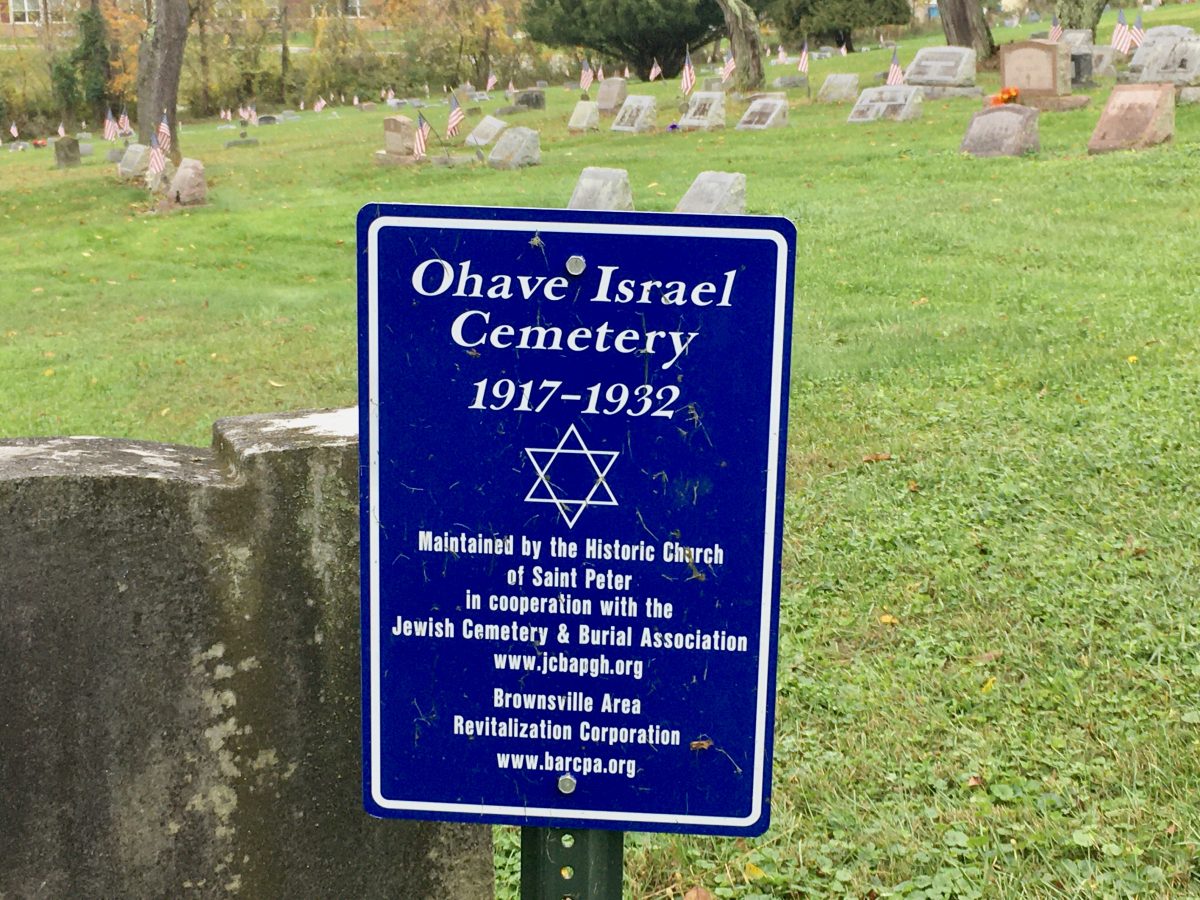 Ohave Israel
Cemetery
1917–1932
Maintained by the Historic Church
of Saint Peter
in cooperation with the
Jewish Cemetery & Burial Association
www.jcbapgh.org
Brownsville Area
Revitalization Corporation
www.barcpa.org